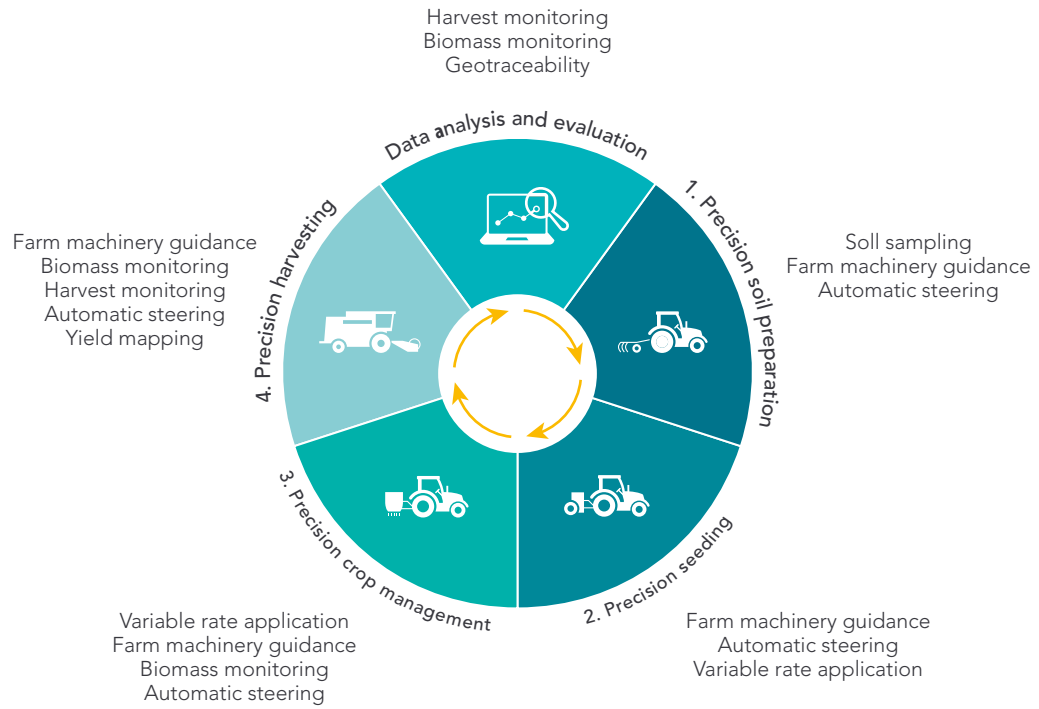 Harvest monitoring
Biomass monitoring
Geotraceability
Data analysis and evaluation
1. Precision soil preparation
Soll sampling
Farm machinery guidance
Automatic steering
2. Precision seeding
Farm machinery guidance
Automatic steering
Variable rate application
3. Precision crop management
Variable rate application
Farm machinery guidance
Biomass monitoring
Automatic steering
4. Precision harvesting
Farm machinery guidance
Biomass monitoring
Harvest monitoring
Automatic steering
Yield mapping